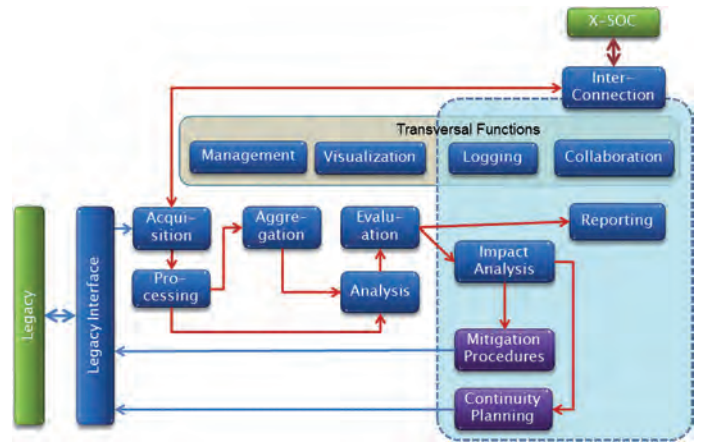 X-SOC
Inter-
Connection
Transversal Functions
Management
Visualization
Logging
Collaboration
Acqui-
sition
Aggre-
gation
Evalu-
ation
Reporting
Impact
Analysis
Pro-
cessing
Analysis
Mitigation
Procedures
Continuity
Planning
Legacy
Legacy Interface